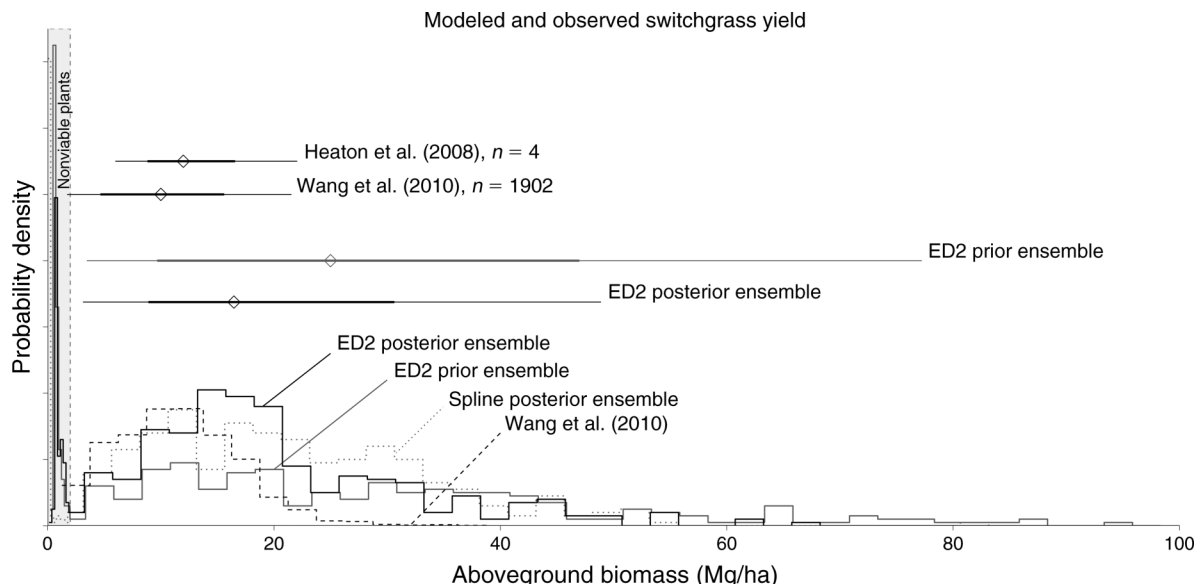 Modeled and observed switchgrass yield
Nonviable plants
Heaton et al. (2008), n = 4
Wang et al. (2010), n = 1902
ED2 prior ensemble
ED2 posterior ensemble
ED2 posterior ensemble
ED2 prior ensemble
Spline posterior ensemble
Wang et al. (2010)
Probability density
0 20 40 60 80 100
Aboveground biomass (Mg/ha)